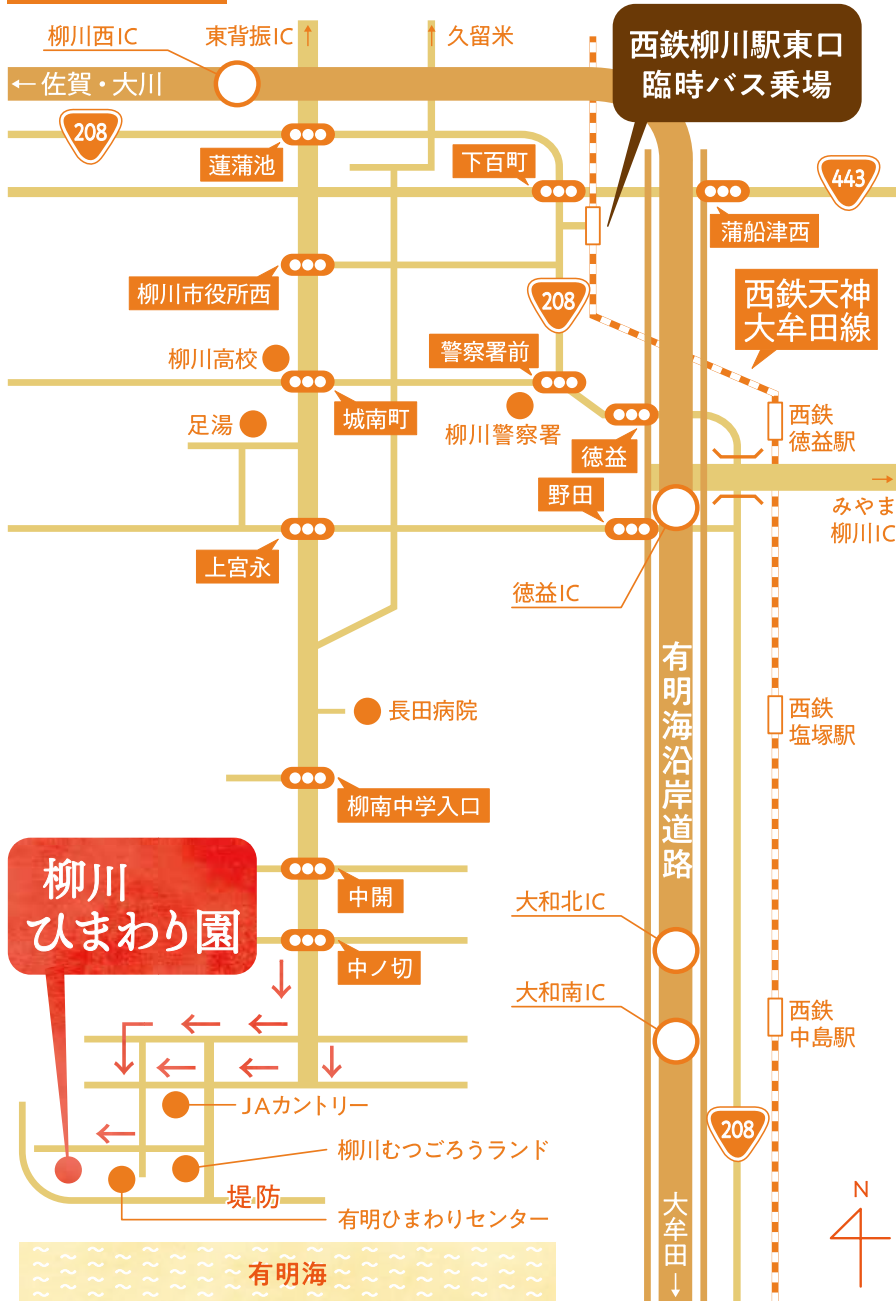 柳川西IC
東背振IC↑
↑久留米
西鉄柳川駅東口
臨時バス乗場
←佐賀・大川
208
蓮蒲池
下百町
443
蒲船津西
柳川市役所西
208
西鉄天神
大牟田線
警察署前
柳川高校
城南町
足湯
柳川警察署
徳益
西鉄
徳益駅
野田
→
みやま
柳川IC
上宮永
徳益IC
有明海沿岸道路
長田病院
西鉄
塩塚駅
柳南中学入口
柳川
ひまわり園
中開
大和北IC
中ノ切
大和南IC
西鉄
中島駅
JAカントリー
208
柳川むつごろうランド
堤防
有明ひまわりセンター
大牟田↓
N
有明海